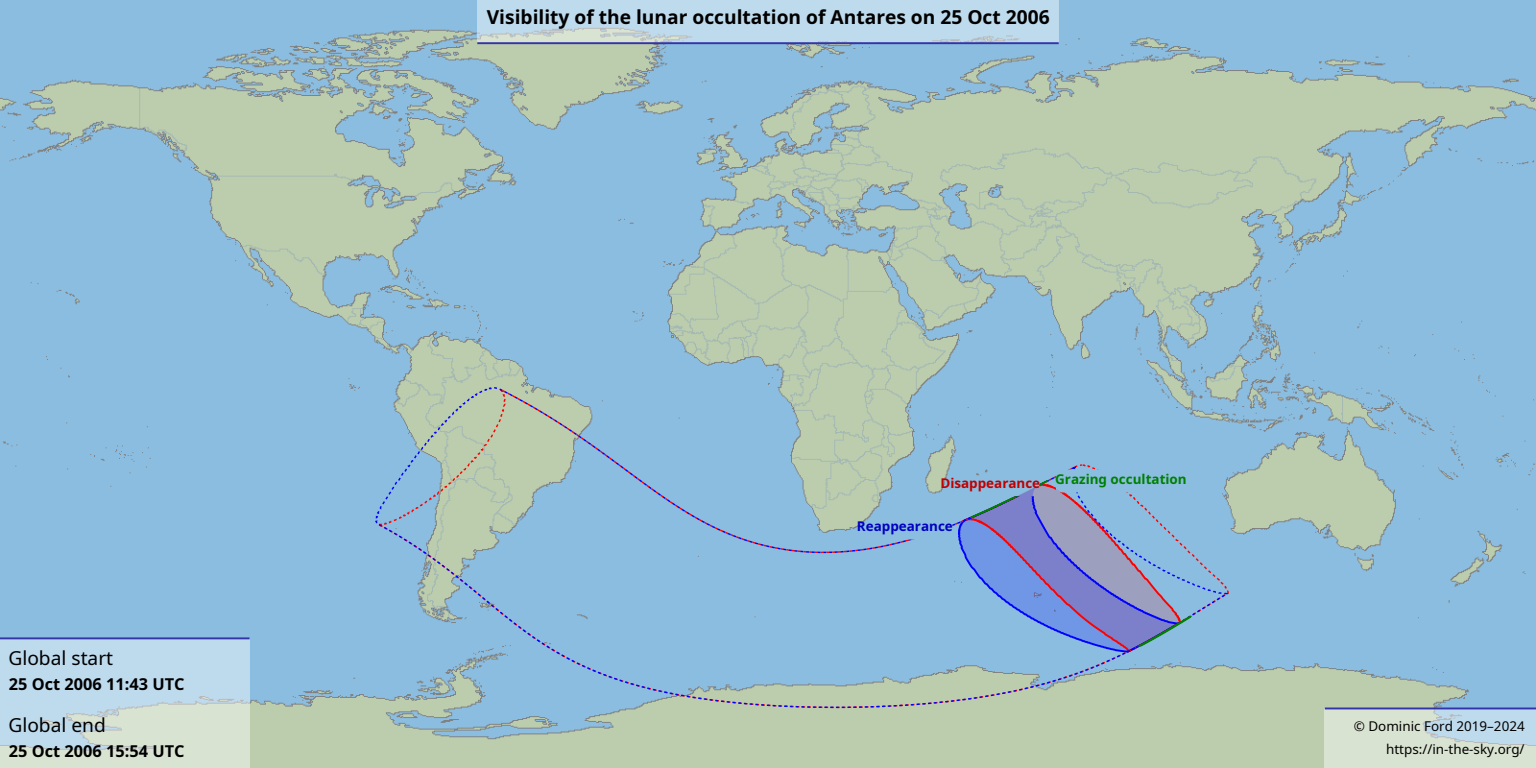 Visibility of the lunar occultation of Antares on 25 Oct 2006
Disappearance
Grazing occultation
Reappearance
Global start
25 Oct 2006 11:43 UTC
Global end
25 Oct 2006 15:54 UTC
© Dominic Ford 2019–2024
https://in-the-sky.org/